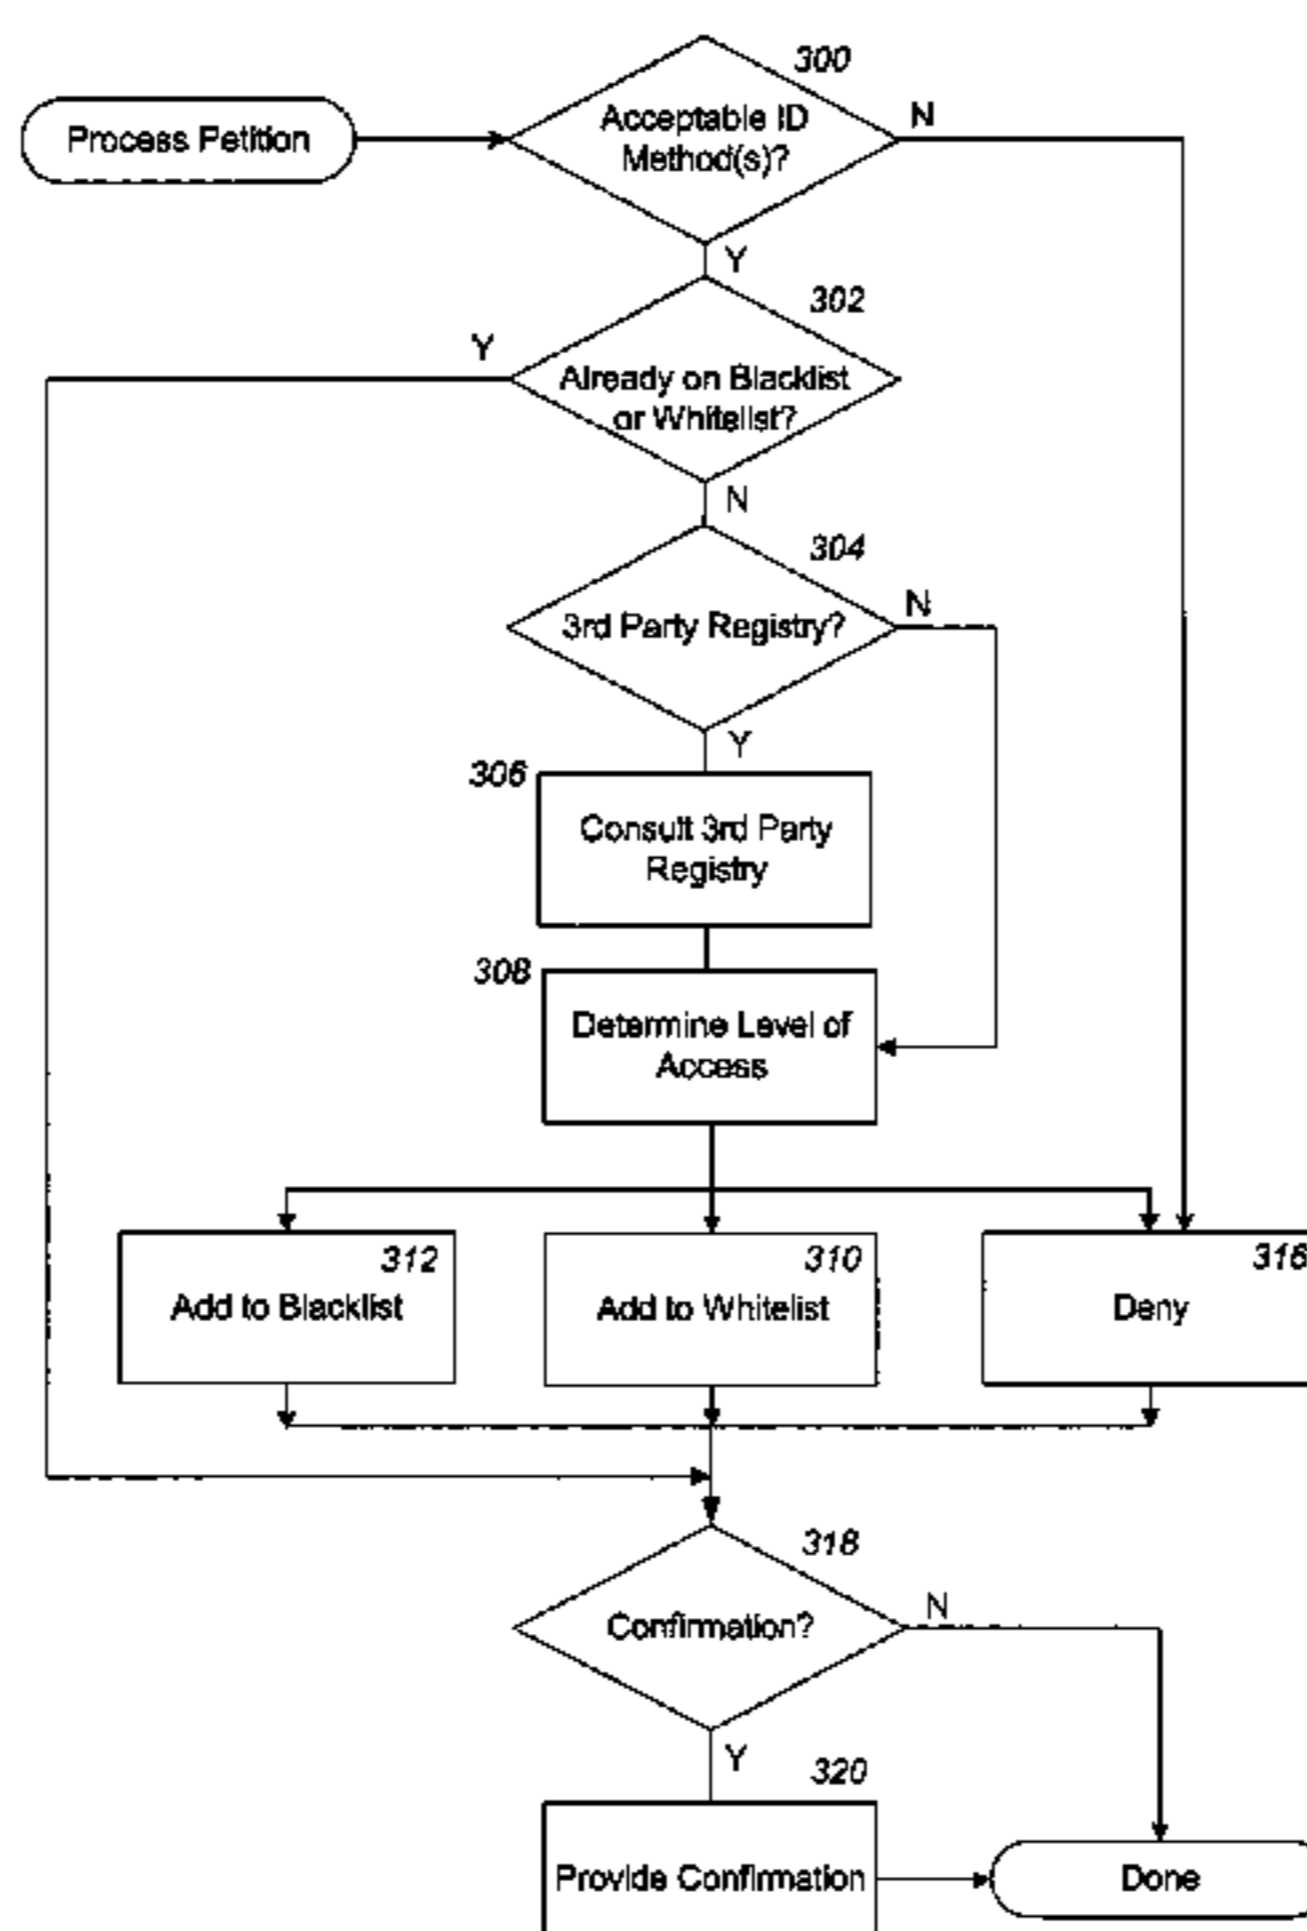 300
Process Petition
Acceptable ID
Method(s)?
N
Y
302
Y
Already on Blacklist
or Whitelist?
N
304
N
3rd Party Registry?
Y
306
Consult 3rd Party
Registry
308
Determine Level of
Access
312
Add to Blacklist
310
Add to Whitelist
316
Deny
318
N
Confirmation?
Y
320
Provide Confirmation
Done